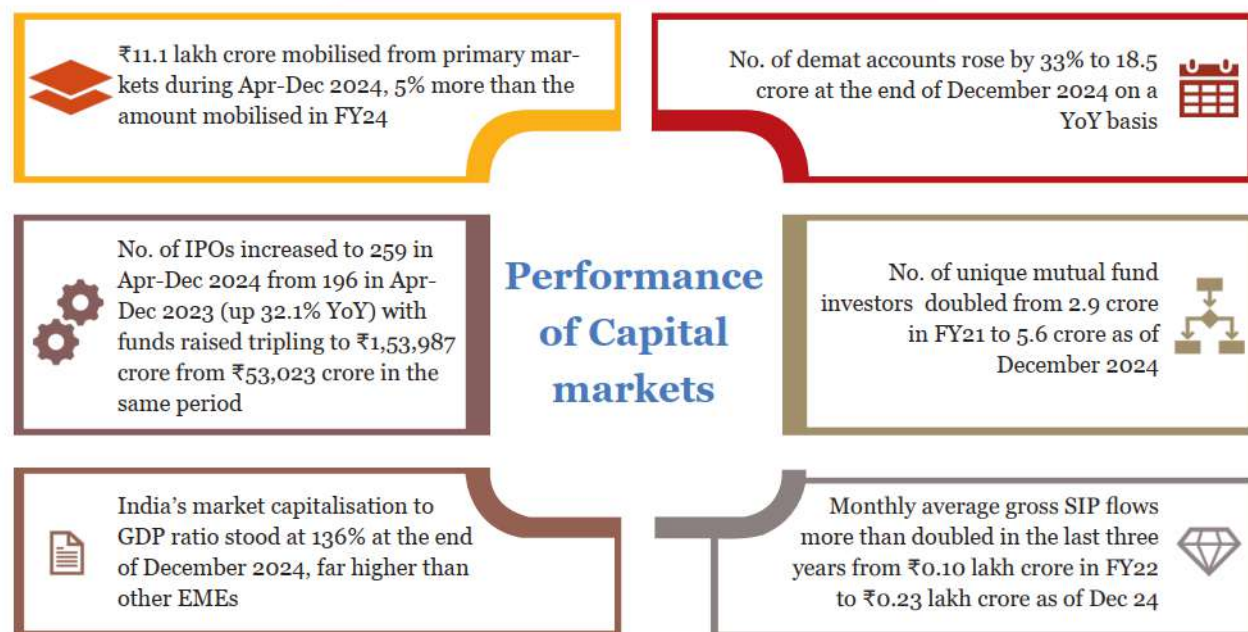 ₹11.1 lakh crore mobilised from primary mar-
kets during Apr-Dec 2024, 5% more than the
amount mobilised in FY24
No. of demat accounts rose by 33% to 18.5
crore at the end of December 2024 on a
YoY basis
No. of IPOs increased to 259 in
Apr-Dec 2024 from 196 in Apr-
Dec 2023 (up 32.1% YoY) with
funds raised tripling to ₹1,53,987
crore from ₹53,023 crore in the
same period
Performance
of Capital
markets
No. of unique mutual fund
investors doubled from 2.9 crore
in FY21 to 5.6 crore as of
December 2024
India’s market capitalisation to
GDP ratio stood at 136% at the end
of December 2024, far higher than
other EMEs
Monthly average gross SIP flows
more than doubled in the last three
years from ₹0.10 lakh crore in FY22
to ₹0.23 lakh crore as of Dec 24